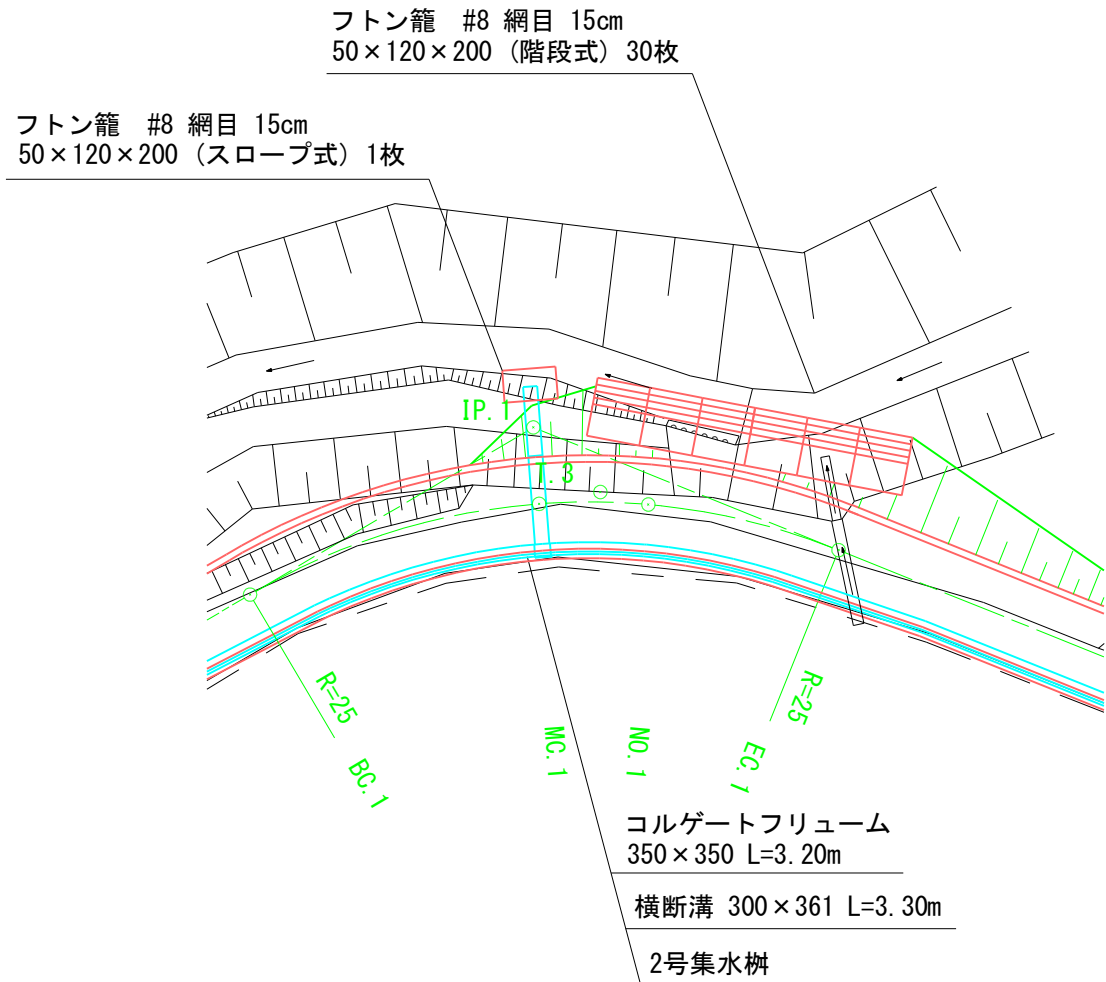 フトン籠　#8 網目 15cm
50×120×200（階段式）30枚
フトン籠　#8 網目 15cm
50×120×200（スロープ式）1枚
IP.1
T.3
R=25
BC.1
MC.1
NO.1
EC.1
R=25
コルゲートフリューム
350×350 L=3.20m
横断溝 300×361 L=3.30m
2号集水桝